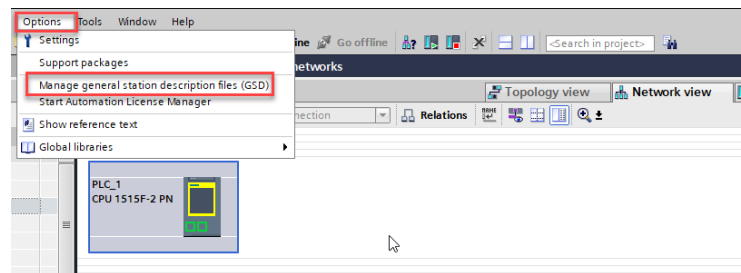 Options Tools Window Help
Settings
ine Go offline <Search in project>
Support packages
etworks
Manage general station description files (GSD)
Topology view Network view
Start Automation License Manager
nection Relations
Show reference text
Global libraries
PLC_1
CPU 1515F-2 PN